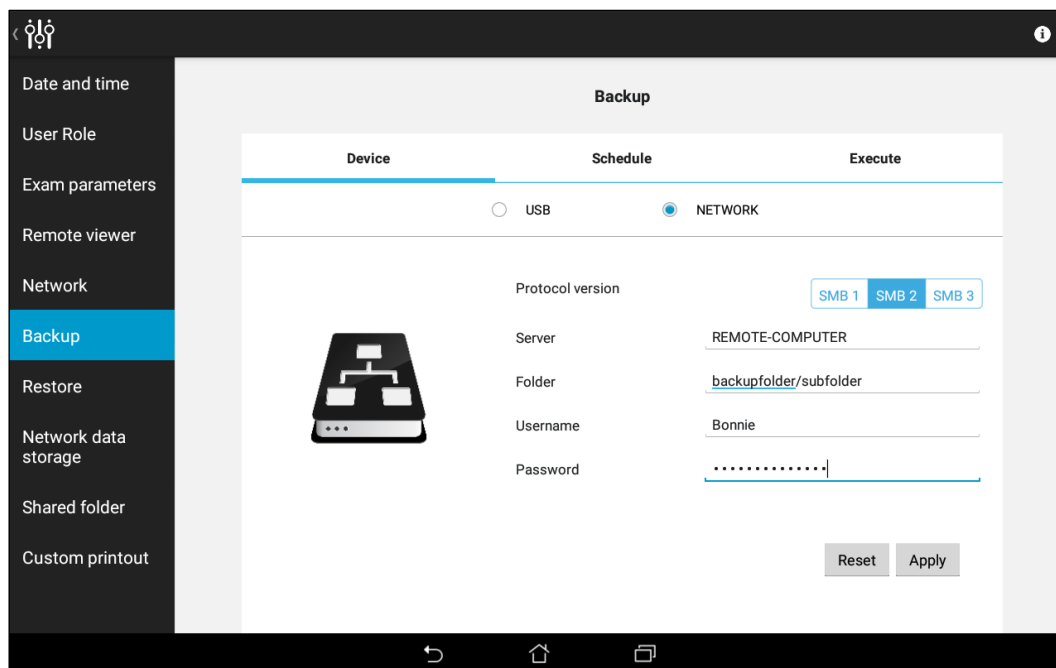 Date and time
User Role
Exam parameters
Remote viewer
Network
Backup
Restore
Network data
storage
Shared folder
Custom printout
Backup
Device Schedule Execute
USB NETWORK
Protocol version SMB 1 SMB 2 SMB 3
Server REMOTE-COMPUTER
Folder backupfolder/subfolder
Username Bonnie
Password ••••••••••••••
Reset Apply